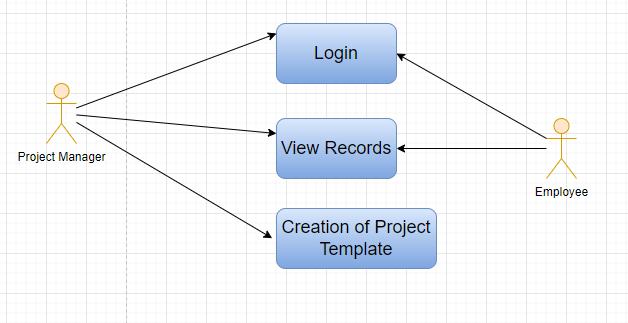 Login
Project Manager
View Records
Employee
Creation of Project
Template